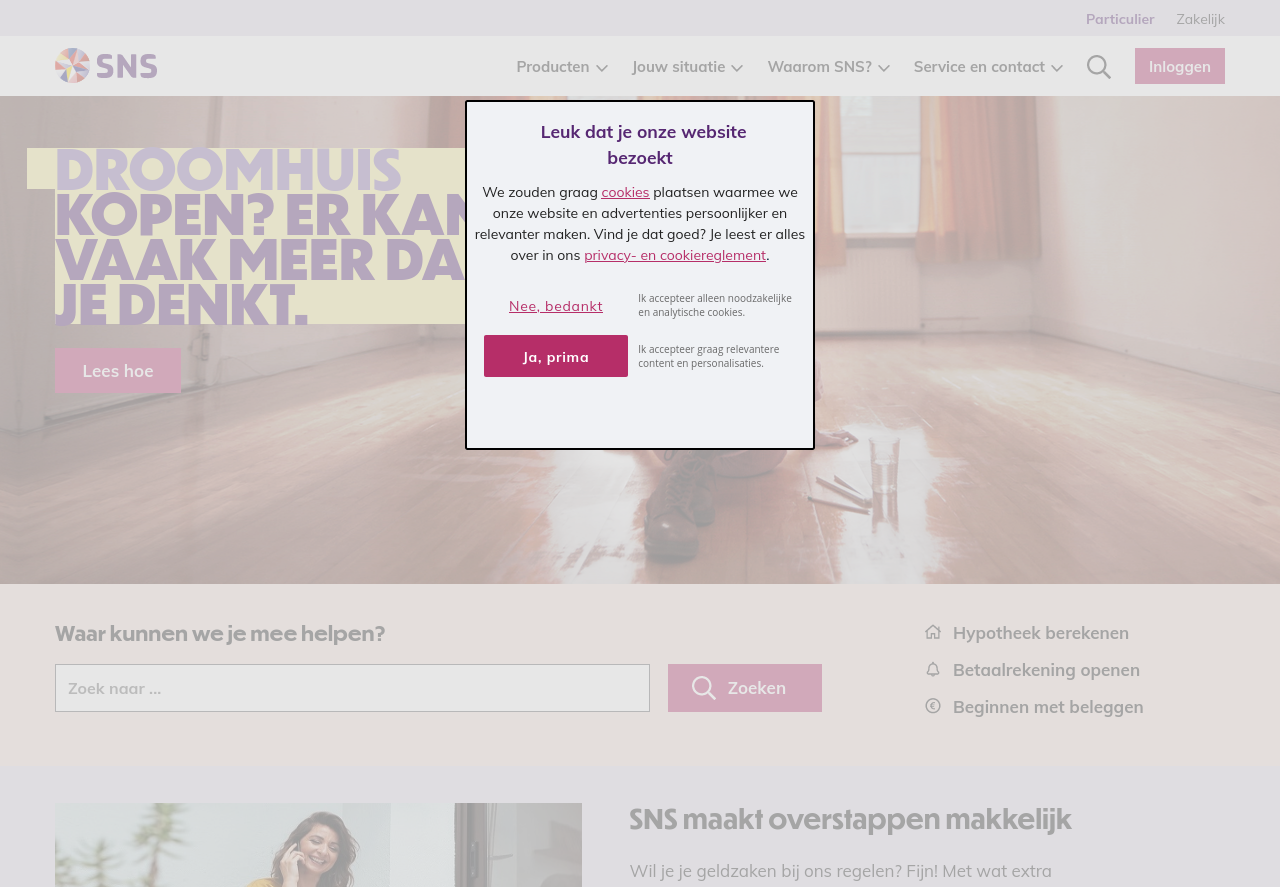 Particulier Zakelijk
SNS Producten Jouw situatie Waarom SNS? Service en contact Inloggen
DROOMHUIS
KOPEN? ER KAN
VAAK MEER DA
JE DENKT.
Lees hoe
Leuk dat je onze website
bezoekt
We zouden graag cookies plaatsen waarmee we
onze website en advertenties persoonlijker en
relevanter maken. Vind je dat goed? Je leest er alles
over in ons privacy- en cookiereglement.
Nee, bedankt
Ik accepteer alleen noodzakelijke
en analytische cookies.
Ja, prima
Ik accepteer graag relevantere
content en personalisaties.
Waar kunnen we je mee helpen?
Zoek naar ...
Zoeken
Hypotheek berekenen
Betaalrekening openen
Beginnen met beleggen
SNS maakt overstappen makkelijk
Wil je je geldzaken bij ons regelen? Fijn! Met wat extra